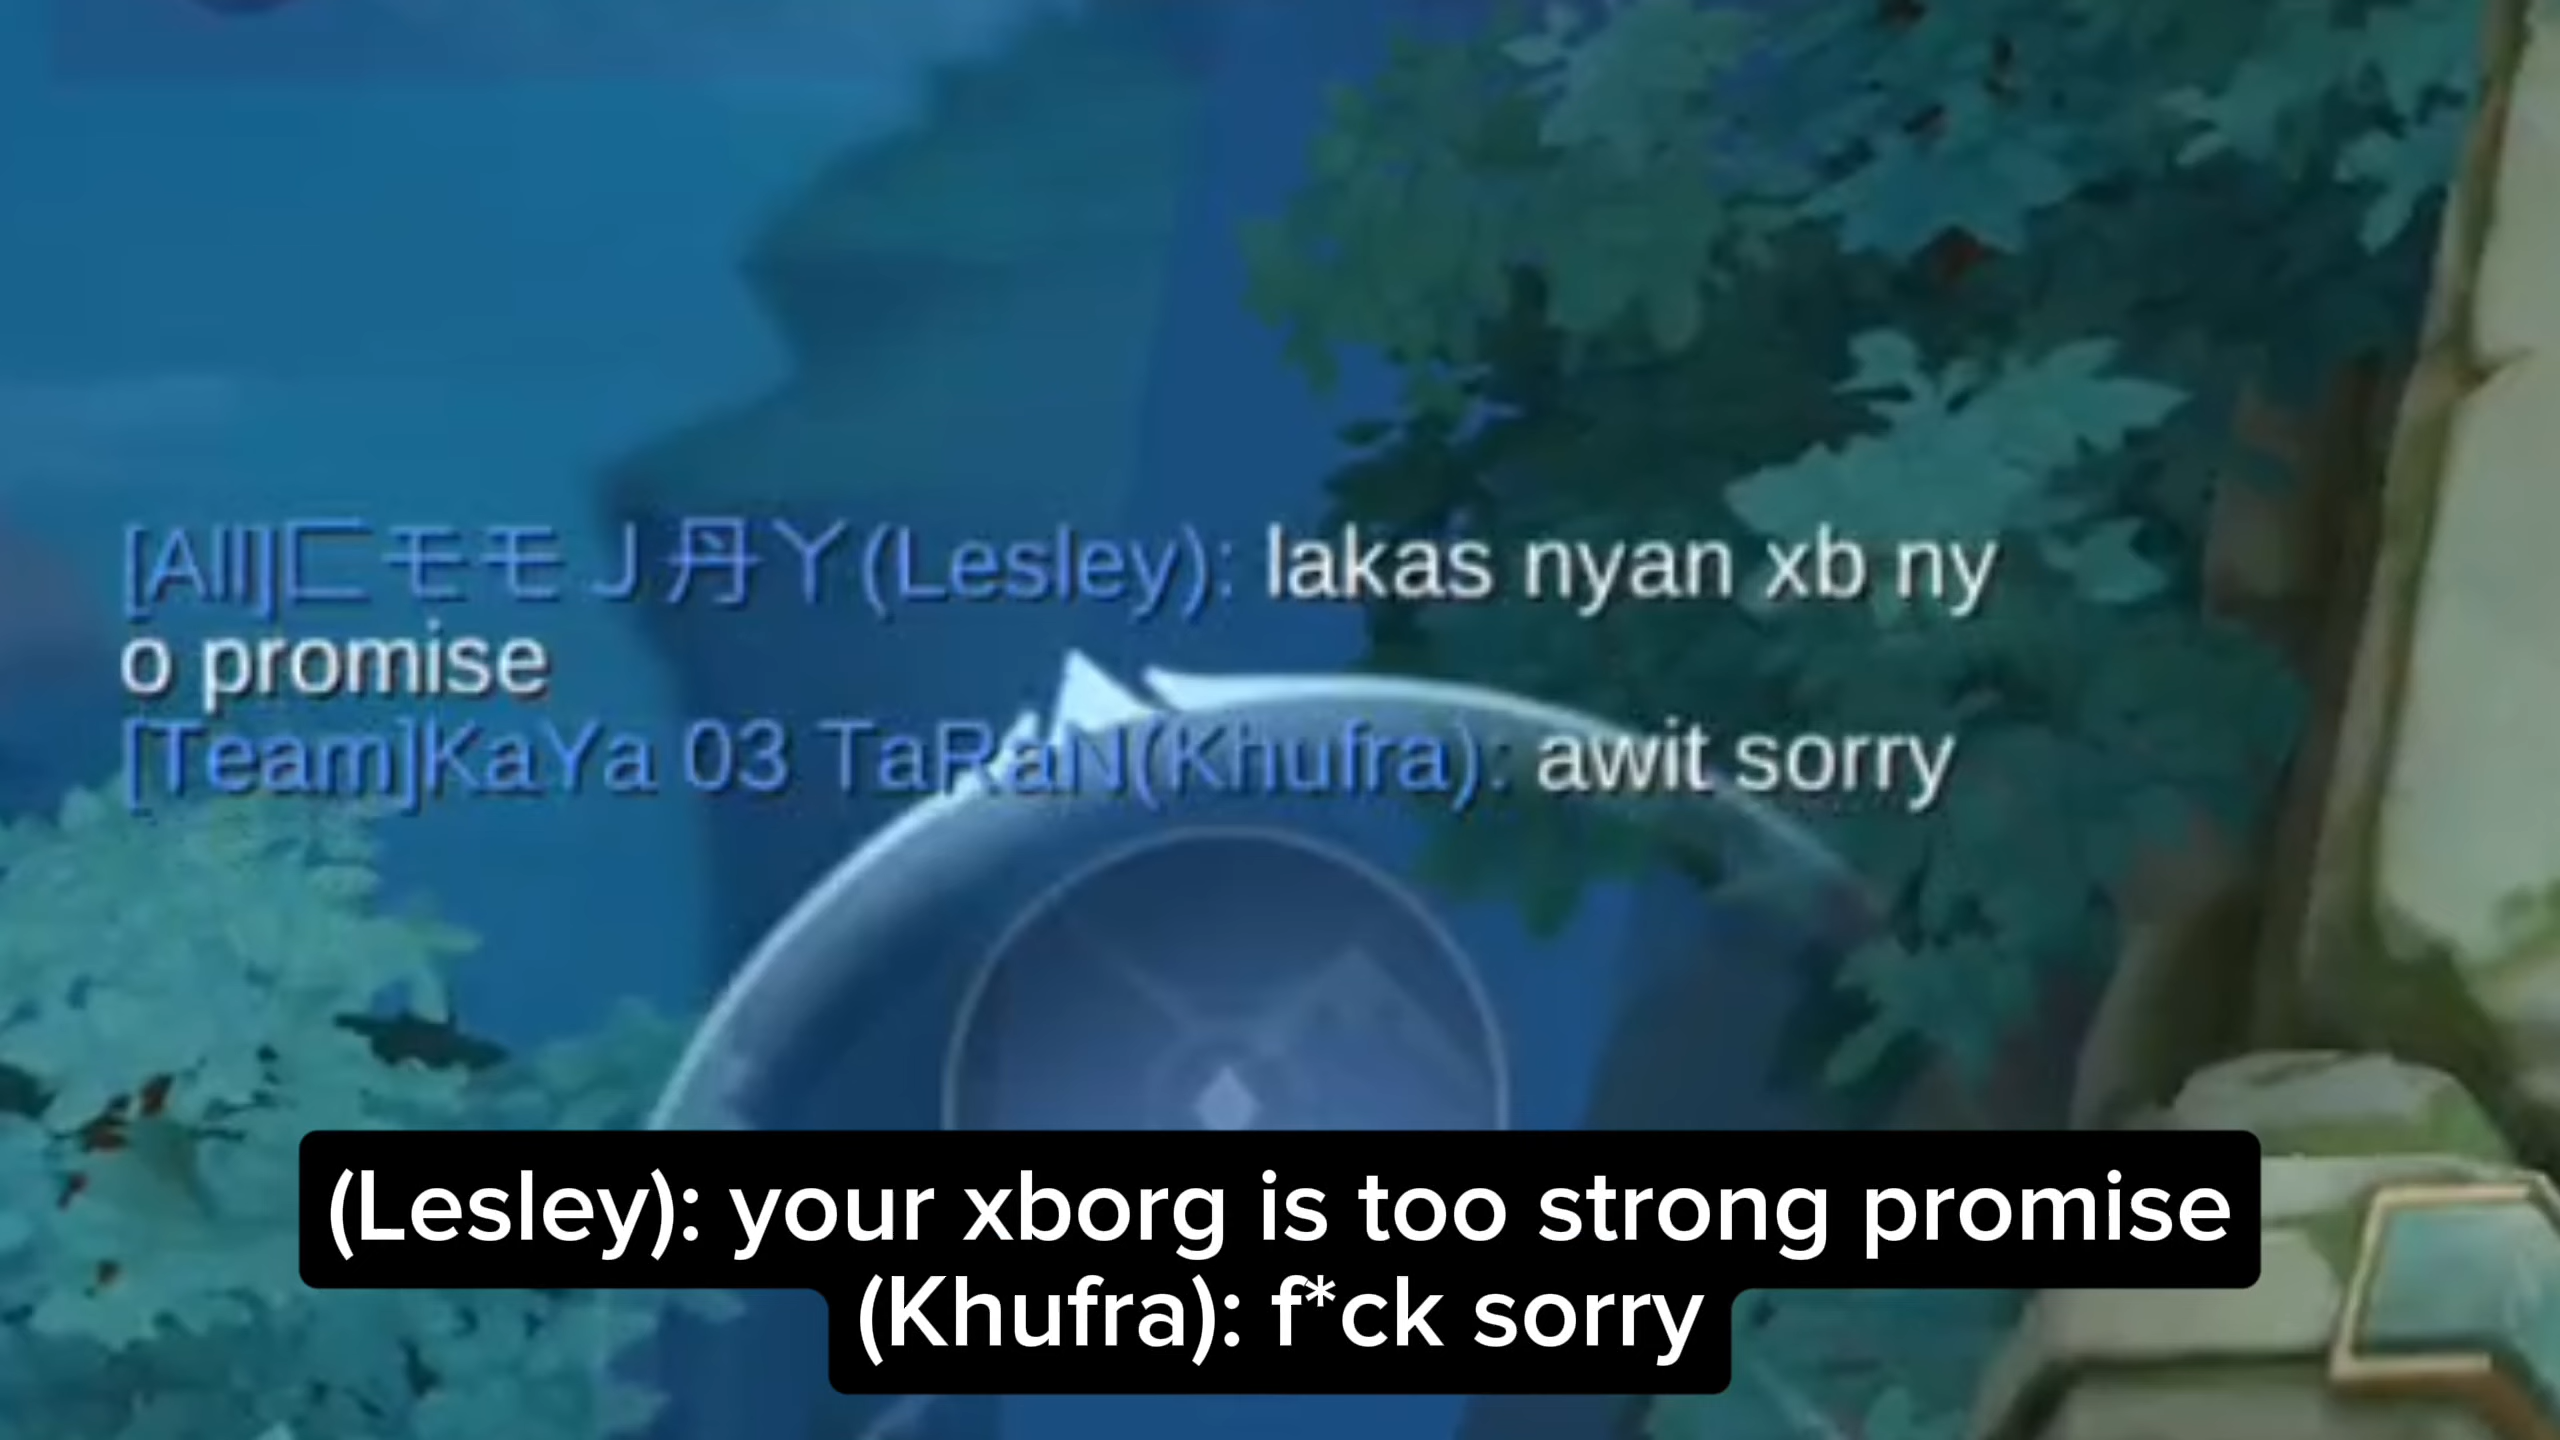 [All]匚モモJ丹丫(Lesley): lakas nyan xb ny
o promise
[Team]KaYa 03 TaRaN(Khufra): awit sorry
(Lesley): your xborg is too strong promise
(Khufra): f*ck sorry